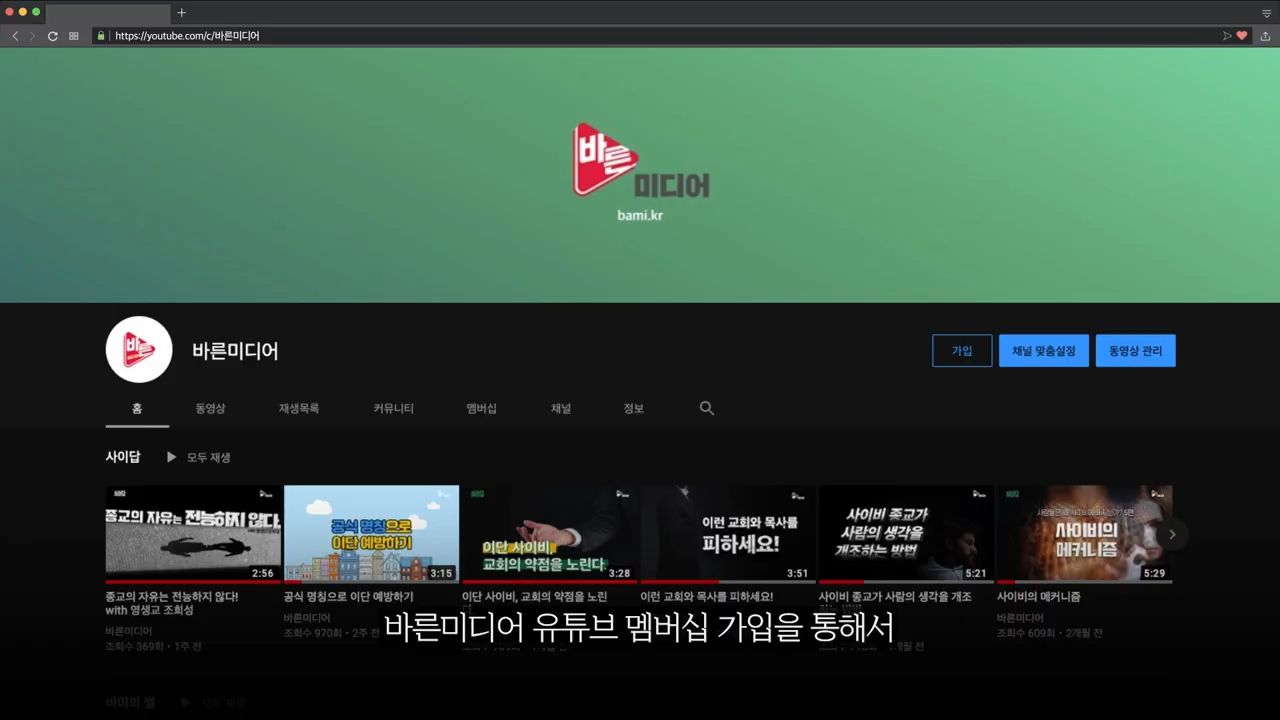 https://youtube.com/c/바른미디어
바른
미디어
bami.kr
바른
바른미디어
가입
채널 맞춤설정
동영상 관리
홈
동영상
재생목록
커뮤니티
멤버십
채널
정보
사이답
모두 재생
종교의 자유는 전능하지 않다
2:56
공식 명칭으로
이단 예방하기
3:15
이단 사이비,
교회의 약점을 노린다
3:28
이런 교회와 목사를
피하세요!
3:51
사이비 종교가
사람의 생각을
개조하는 방법
5:21
사이비의
메커니즘
5:29
종교의 자유는 전능하지 않다!
with 영생교 조희성
바른미디어
조회수 369회 • 1주 전
공식 명칭으로 이단 예방하기
바른미디어
조회수 970회 • 2주 전
이단 사이비, 교회의 약점을 노린
이런 교회와 목사를 피하세요!
사이비 종교가 사람의 생각을 개조
사이비의 메커니즘
바른미디어
조회수 609회 • 2개월 전
바른미디어 유튜브 멤버십 가입을 통해서
바미의 썰
모두 재생